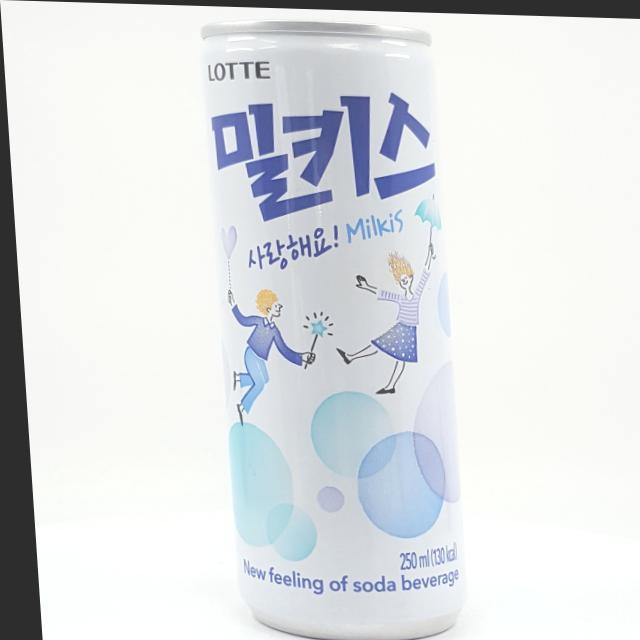 LOTTE
밀키스
사랑해요! Milkis
250 ml (130 kcal)
New feeling of soda beverage